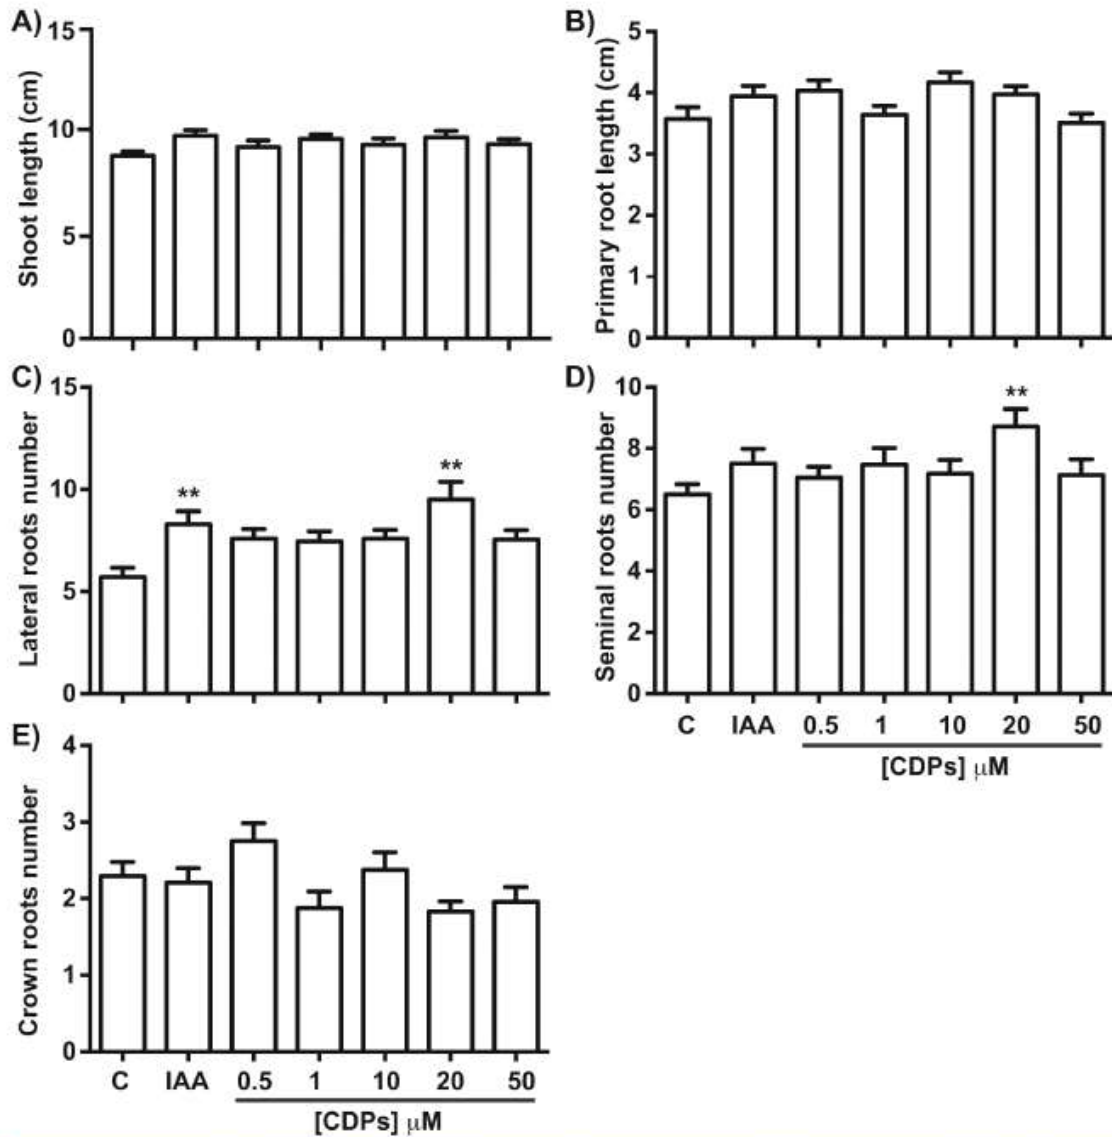 A)
Shoot length (cm)
15
10
5
0
B)
Primary root length (cm)
5
4
3
2
1
0
C)
Lateral roots number
15
10
5
0
**
**
D)
Seminal roots number
10
8
6
4
2
0
**
C IAA 0.5 1 10 20 50
[CDPs] μM
E)
Crown roots number
4
3
2
1
0
C IAA 0.5 1 10 20 50
[CDPs] μM